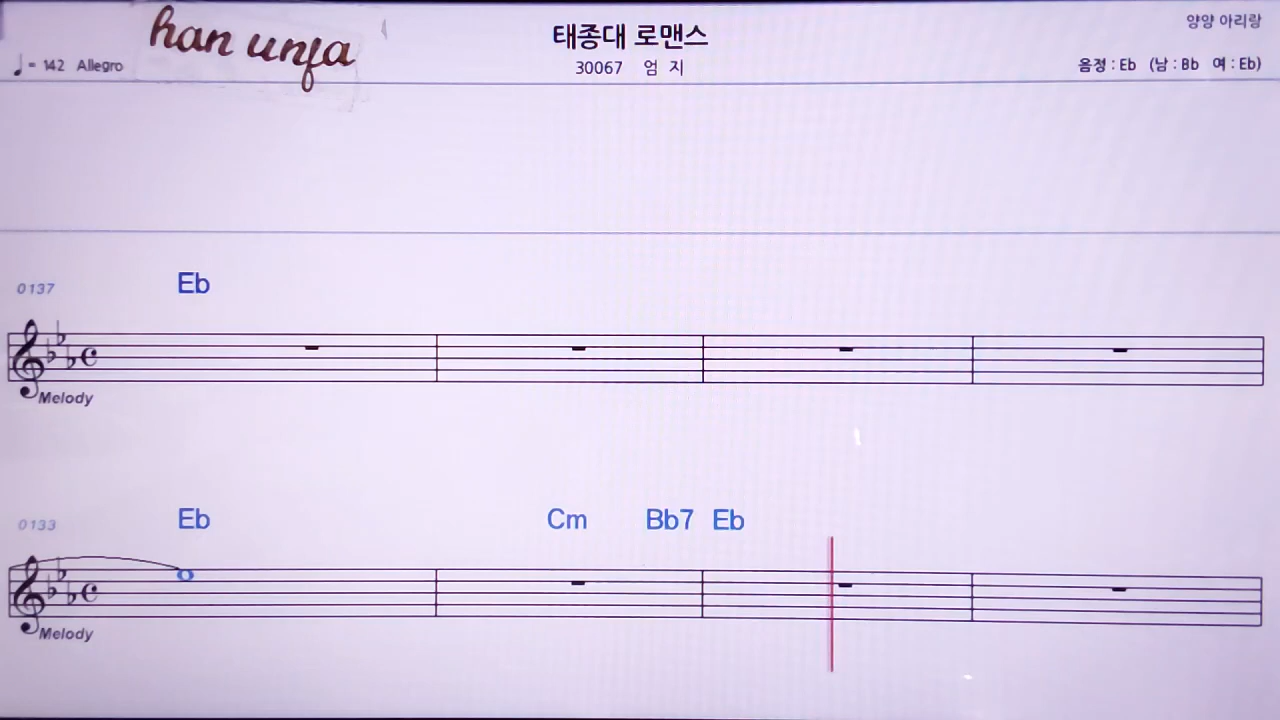 han unja
태종대 로맨스
양양 아리랑
♩= 142 Allegro
30067 엄 지
음정 : Eb (남 : Bb 여 : Eb)
0137 Eb
Melody
0133 Eb Cm Bb7 Eb
Melody